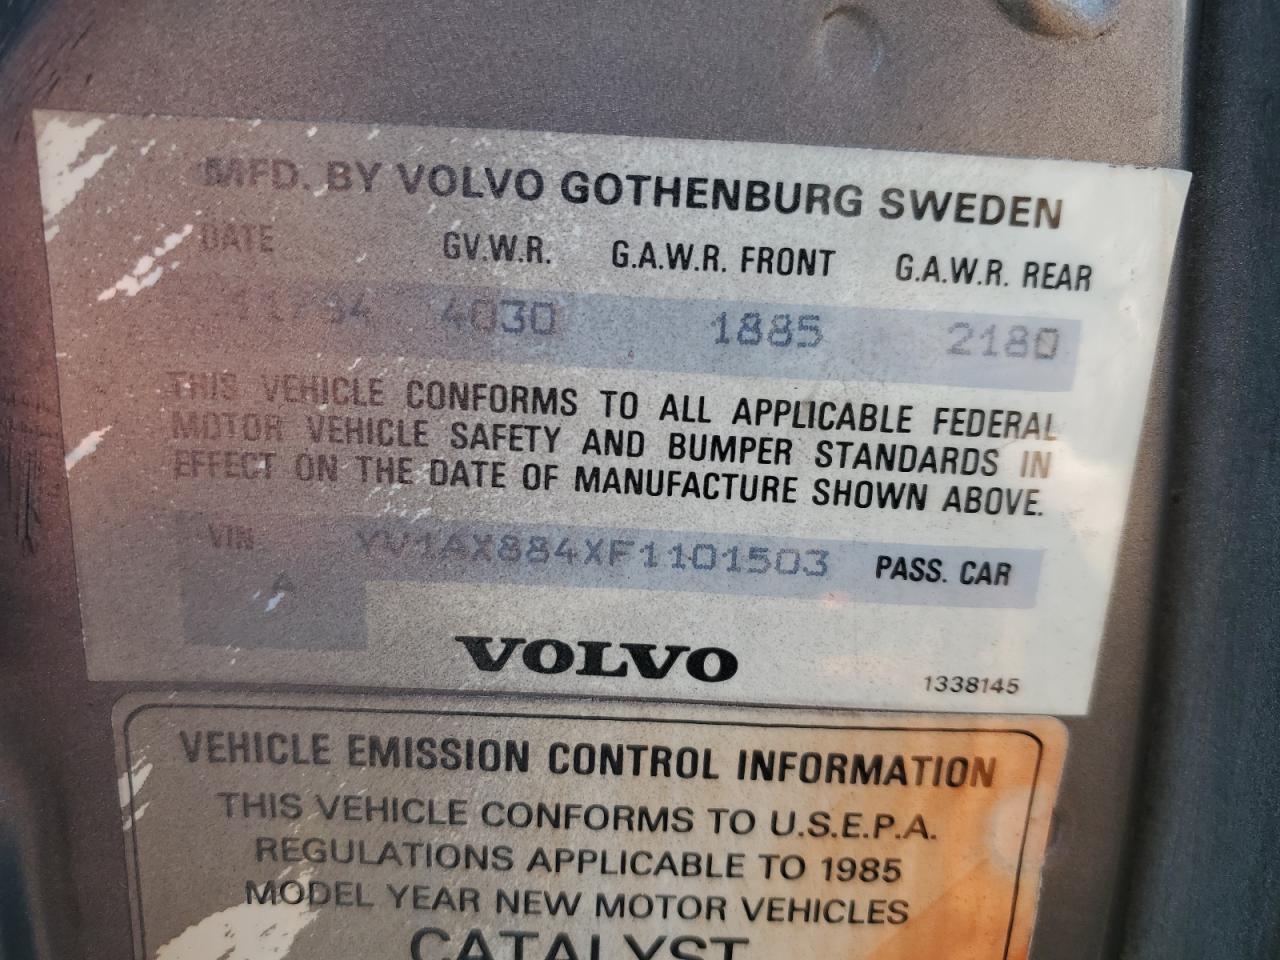 MFD. BY VOLVO GOTHENBURG SWEDEN
DATE GV.W.R. G.A.W.R. FRONT G.A.W.R. REAR
4030 1885 2180
THIS VEHICLE CONFORMS TO ALL APPLICABLE FEDERAL
MOTOR VEHICLE SAFETY AND BUMPER STANDARDS IN
EFFECT ON THE DATE OF MANUFACTURE SHOWN ABOVE.
VIN YV1AX884XF1101503 PASS. CAR
A
VOLVO
1338145
VEHICLE EMISSION CONTROL INFORMATION
THIS VEHICLE CONFORMS TO U.S.E.P.A.
REGULATIONS APPLICABLE TO 1985
MODEL YEAR NEW MOTOR VEHICLES
CATALYST